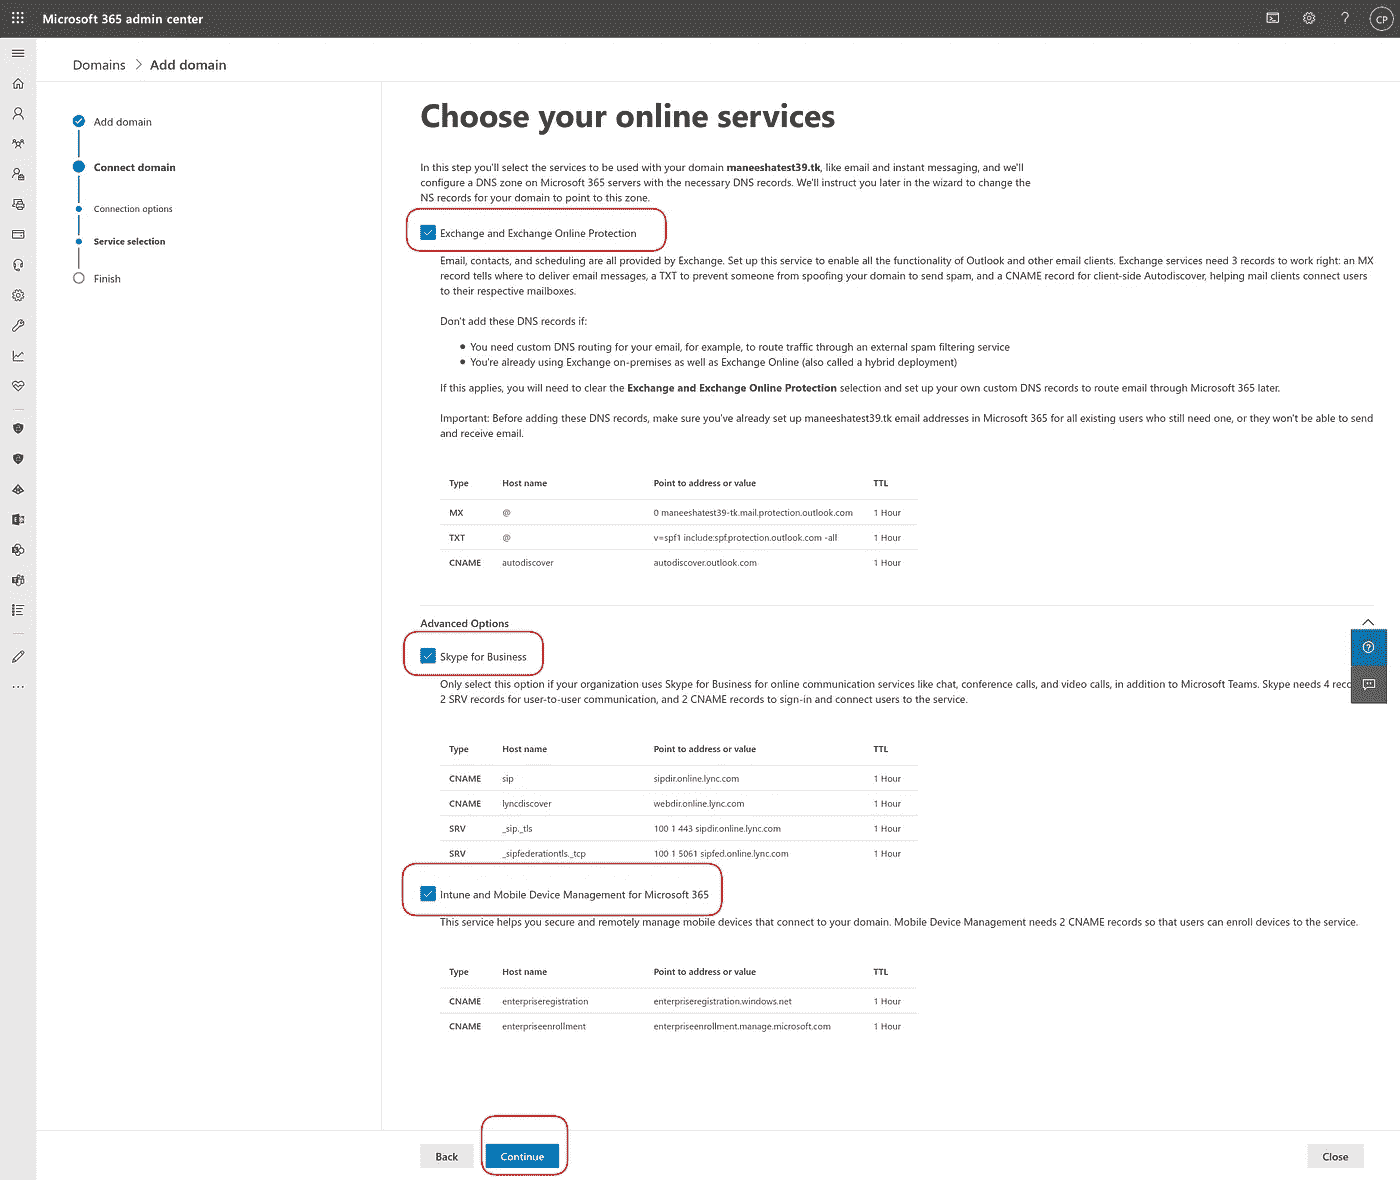 Microsoft 365 admin center
CP
Domains > Add domain
Add domain
Connect domain
Connection options
Service selection
Finish
Choose your online services
In this step you'll select the services to be used with your domain maneeshatest39.tk, like email and instant messaging, and we'll
configure a DNS zone on Microsoft 365 servers with the necessary DNS records. We'll instruct you later in the wizard to change the
NS records for your domain to point to this zone.
Exchange and Exchange Online Protection
Email, contacts, and scheduling are all provided by Exchange. Set up this service to enable all the functionality of Outlook and other email clients. Exchange services need 3 records to work right: an MX
record tells where to deliver email messages, a TXT to prevent someone from spoofing your domain to send spam, and a CNAME record for client-side Autodiscover, helping mail clients connect users
to their respective mailboxes.
Don't add these DNS records if:
● You need custom DNS routing for your email, for example, to route traffic through an external spam filtering service
● You're already using Exchange on-premises as well as Exchange Online (also called a hybrid deployment)
If this applies, you will need to clear the Exchange and Exchange Online Protection selection and set up your own custom DNS records to route email through Microsoft 365 later.
Important: Before adding these DNS records, make sure you've already set up maneeshatest39.tk email addresses in Microsoft 365 for all existing users who still need one, or they won't be able to send
and receive email.
Type Host name Point to address or value TTL
MX @ 0 maneeshatest39-tk.mail.protection.outlook.com 1 Hour
TXT @ v=spf1 include:spf.protection.outlook.com -all 1 Hour
CNAME autodiscover autodiscover.outlook.com 1 Hour
Advanced Options
Skype for Business
Only select this option if your organization uses Skype for Business for online communication services like chat, conference calls, and video calls, in addition to Microsoft Teams. Skype needs 4 reco
2 SRV records for user-to-user communication, and 2 CNAME records to sign-in and connect users to the service.
Type Host name Point to address or value TTL
CNAME sip sipdir.online.lync.com 1 Hour
CNAME lyncdiscover webdir.online.lync.com 1 Hour
SRV _sip._tls 100 1 443 sipdir.online.lync.com 1 Hour
SRV _sipfederationtls._tcp 100 1 5061 sipfed.online.lync.com 1 Hour
Intune and Mobile Device Management for Microsoft 365
This service helps you secure and remotely manage mobile devices that connect to your domain. Mobile Device Management needs 2 CNAME records so that users can enroll devices to the service.
Type Host name Point to address or value TTL
CNAME enterpriseregistration enterpriseregistration.windows.net 1 Hour
CNAME enterpriseenrollment enterpriseenrollment.manage.microsoft.com 1 Hour
Back Continue Close